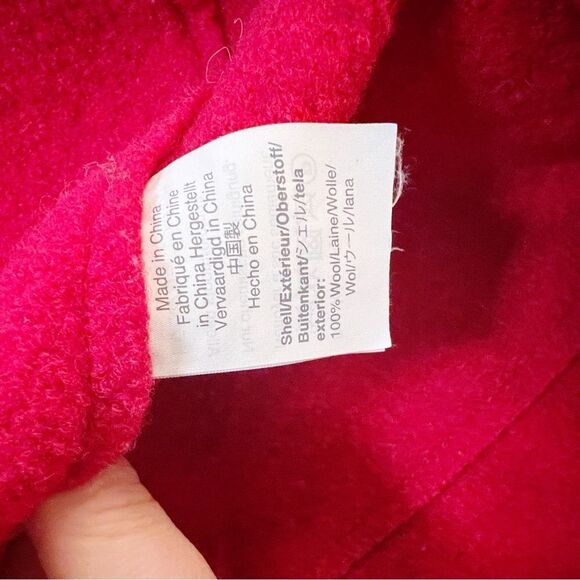 Made in China
Fabriqué en Chine
in China Hergestellt
Vervaardigd in China
中国製
Hecho en China
Shell/Extérieur/Oberstoff/
Buitenkant/シェル/tela
exterior:
100% Wool/Laine/Wolle/
Wol/ウール/lana